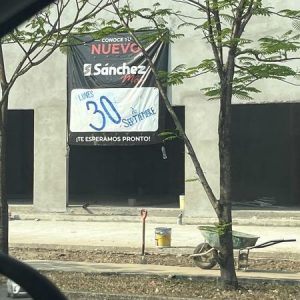 CONOCE TU
NUEVO
Sánchez
LUNES
30 DE
SEPTIEMBRE
¡TE ESPERAMOS PRONTO!